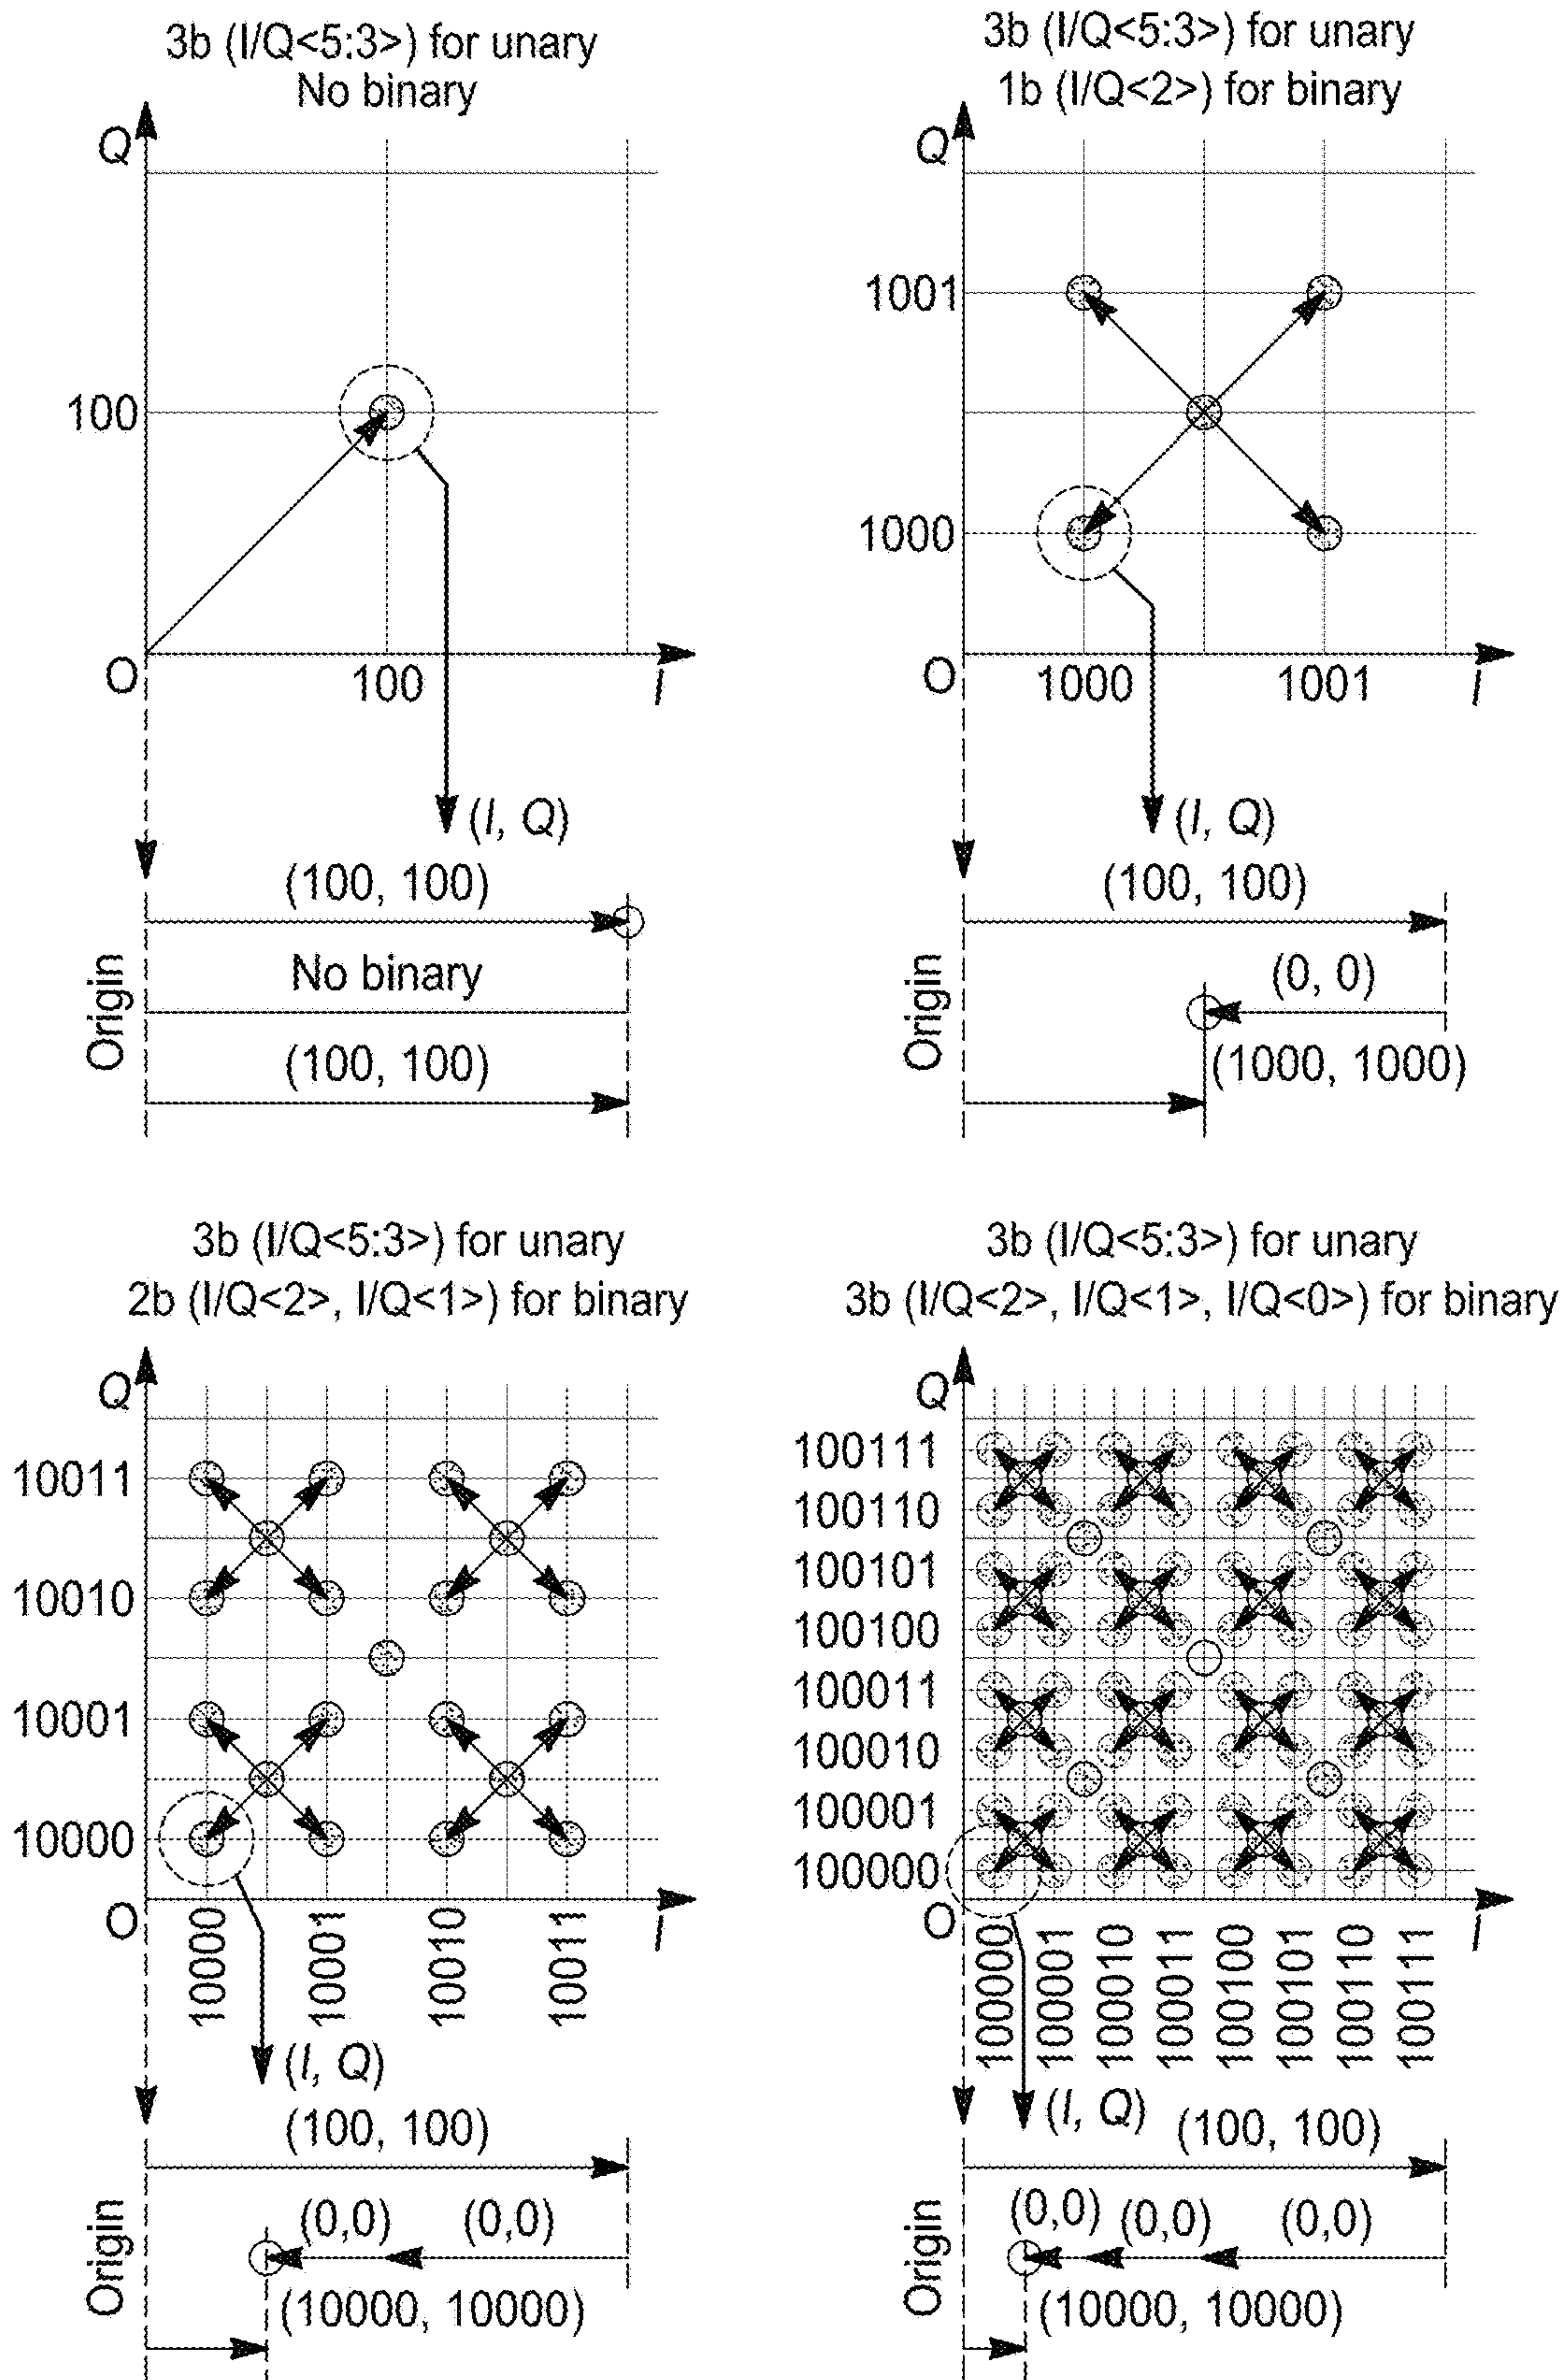 3b (I/Q<5:3>) for unary
No binary
Q
100
O
100
I
(I, Q)
(100, 100)
No binary
(100, 100)
Origin
3b (I/Q<5:3>) for unary
1b (I/Q<2>) for binary
Q
1001
1000
O
1000
1001
I
(I, Q)
(100, 100)
(0, 0)
(1000, 1000)
Origin
3b (I/Q<5:3>) for unary
2b (I/Q<2>, I/Q<1>) for binary
Q
10011
10010
10001
10000
O
10000
10001
10010
10011
I
(I, Q)
(100, 100)
(0,0)
(0,0)
(10000, 10000)
Origin
3b (I/Q<5:3>) for unary
3b (I/Q<2>, I/Q<1>, I/Q<0>) for binary
Q
100111
100110
100101
100100
100011
100010
100001
100000
O
100000
100001
100010
100011
100100
100101
100110
100111
I
(I, Q)
(100, 100)
(0,0)
(0,0)
(0,0)
(10000, 10000)
Origin